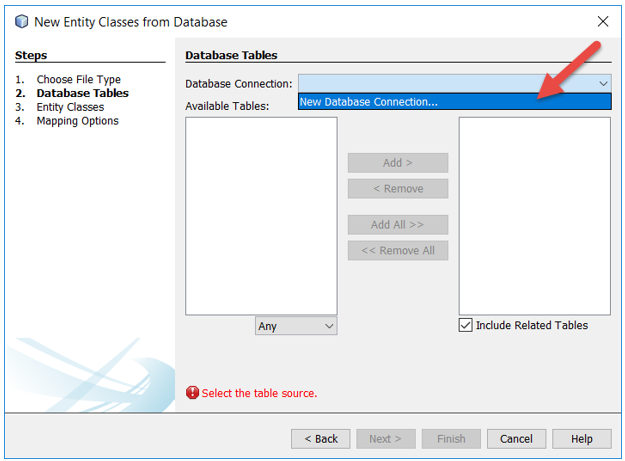 New Entity Classes from Database
Steps
1. Choose File Type
2. Database Tables
3. Entity Classes
4. Mapping Options
Database Tables
Database Connection:
New Database Connection...
Available Tables:
Add >
< Remove
Add All >>
<< Remove All
Any
Include Related Tables
Select the table source.
< Back
Next >
Finish
Cancel
Help